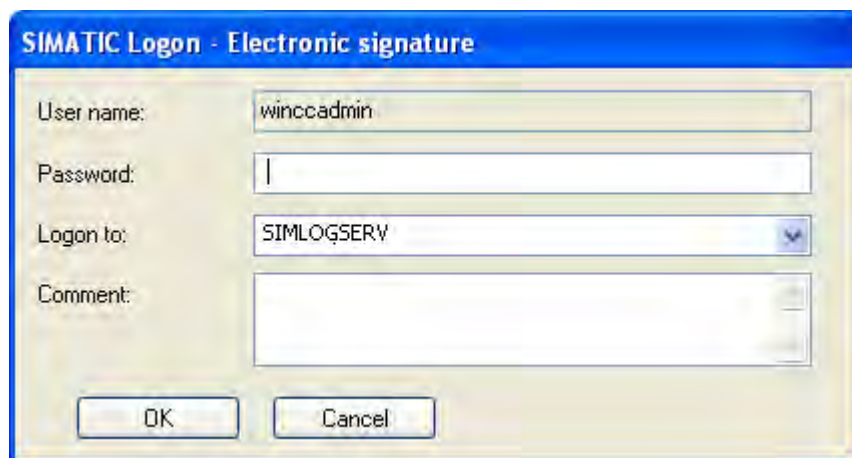 SIMATIC Logon - Electronic signature
User name: winccadmin
Password:
Logon to: SIMLOGSERV
Comment:
OK Cancel